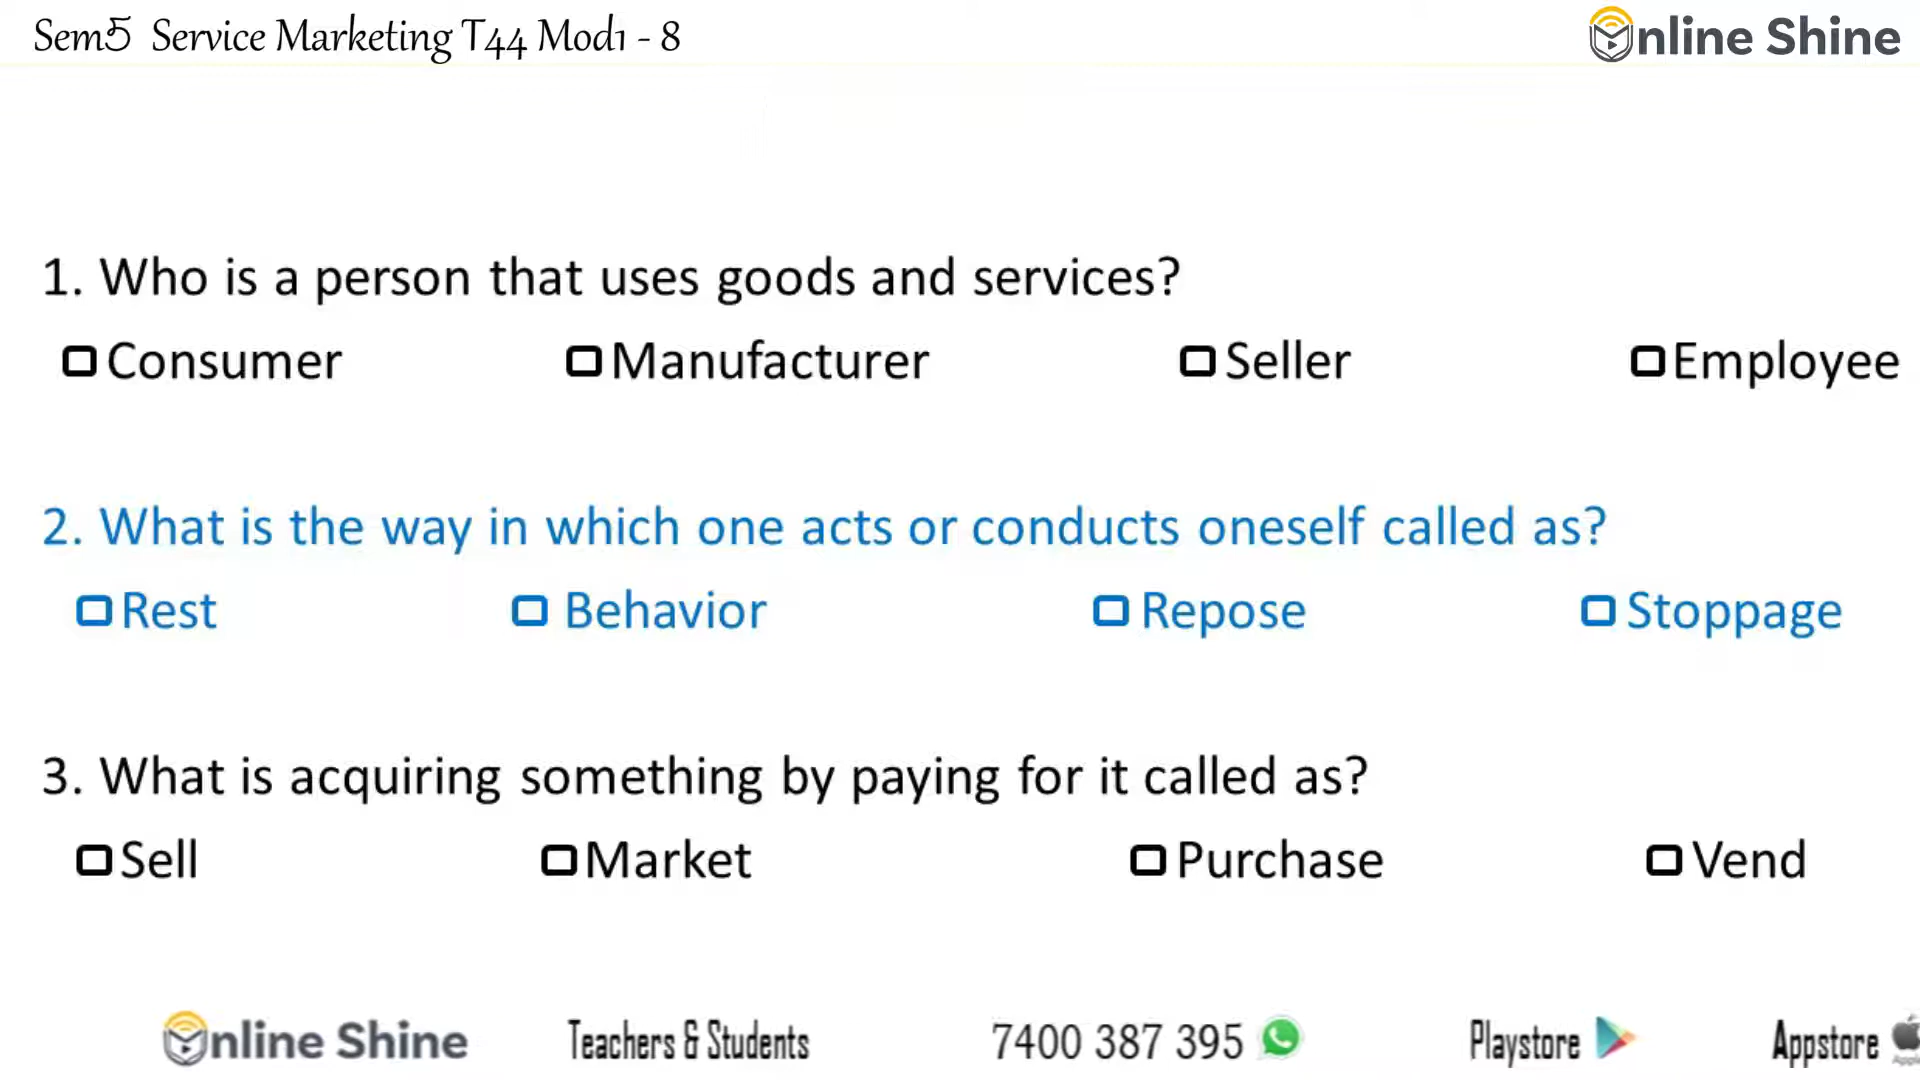 Sem5 Service Marketing T44 Mod1 - 8
Online Shine
1. Who is a person that uses goods and services?
Consumer Manufacturer Seller Employee
2. What is the way in which one acts or conducts oneself called as?
Rest Behavior Repose Stoppage
3. What is acquiring something by paying for it called as?
Sell Market Purchase Vend
Online Shine Teachers & Students 7400 387 395 Playstore Appstore